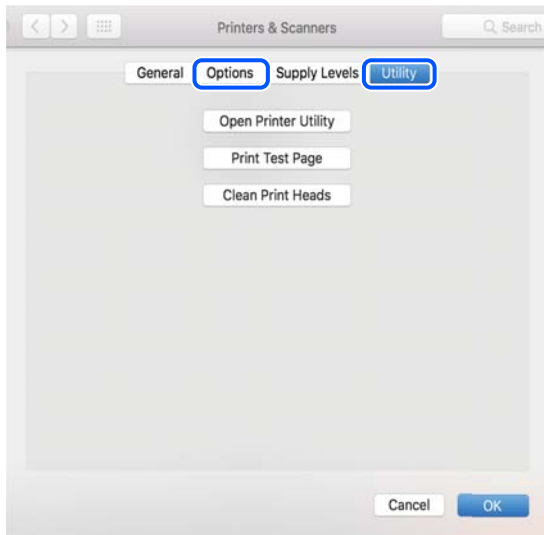 Printers & Scanners
Search
General Options Supply Levels Utility
Open Printer Utility
Print Test Page
Clean Print Heads
Cancel OK